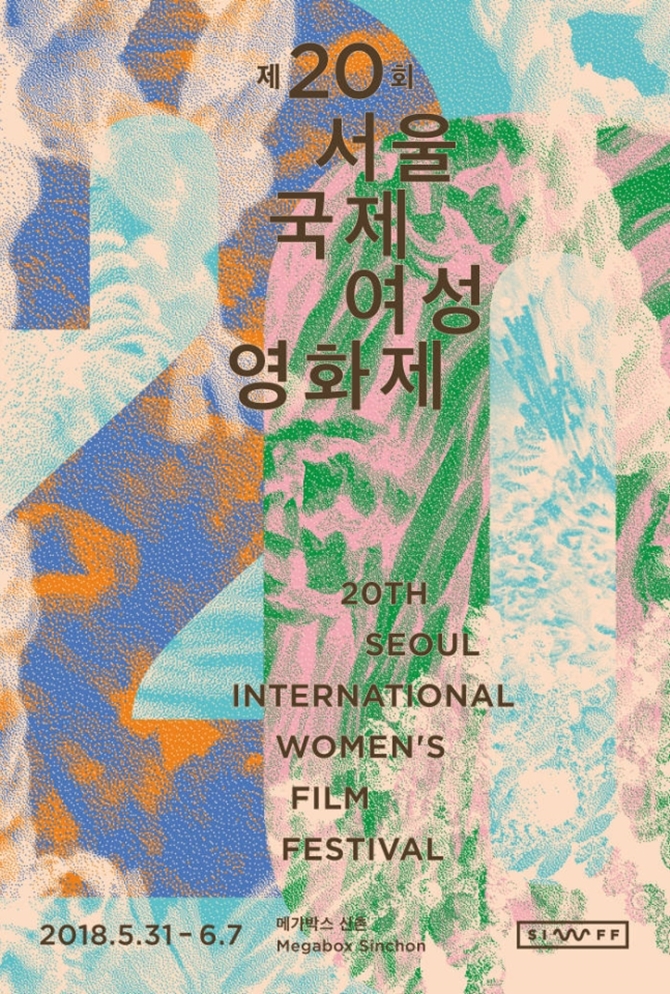 제20회
서울
국제
여성
영화제
20TH
SEOUL
INTERNATIONAL
WOMEN'S
FILM
FESTIVAL
2018.5.31 – 6.7
메가박스 신촌
Megabox Sinchon
SIWFF